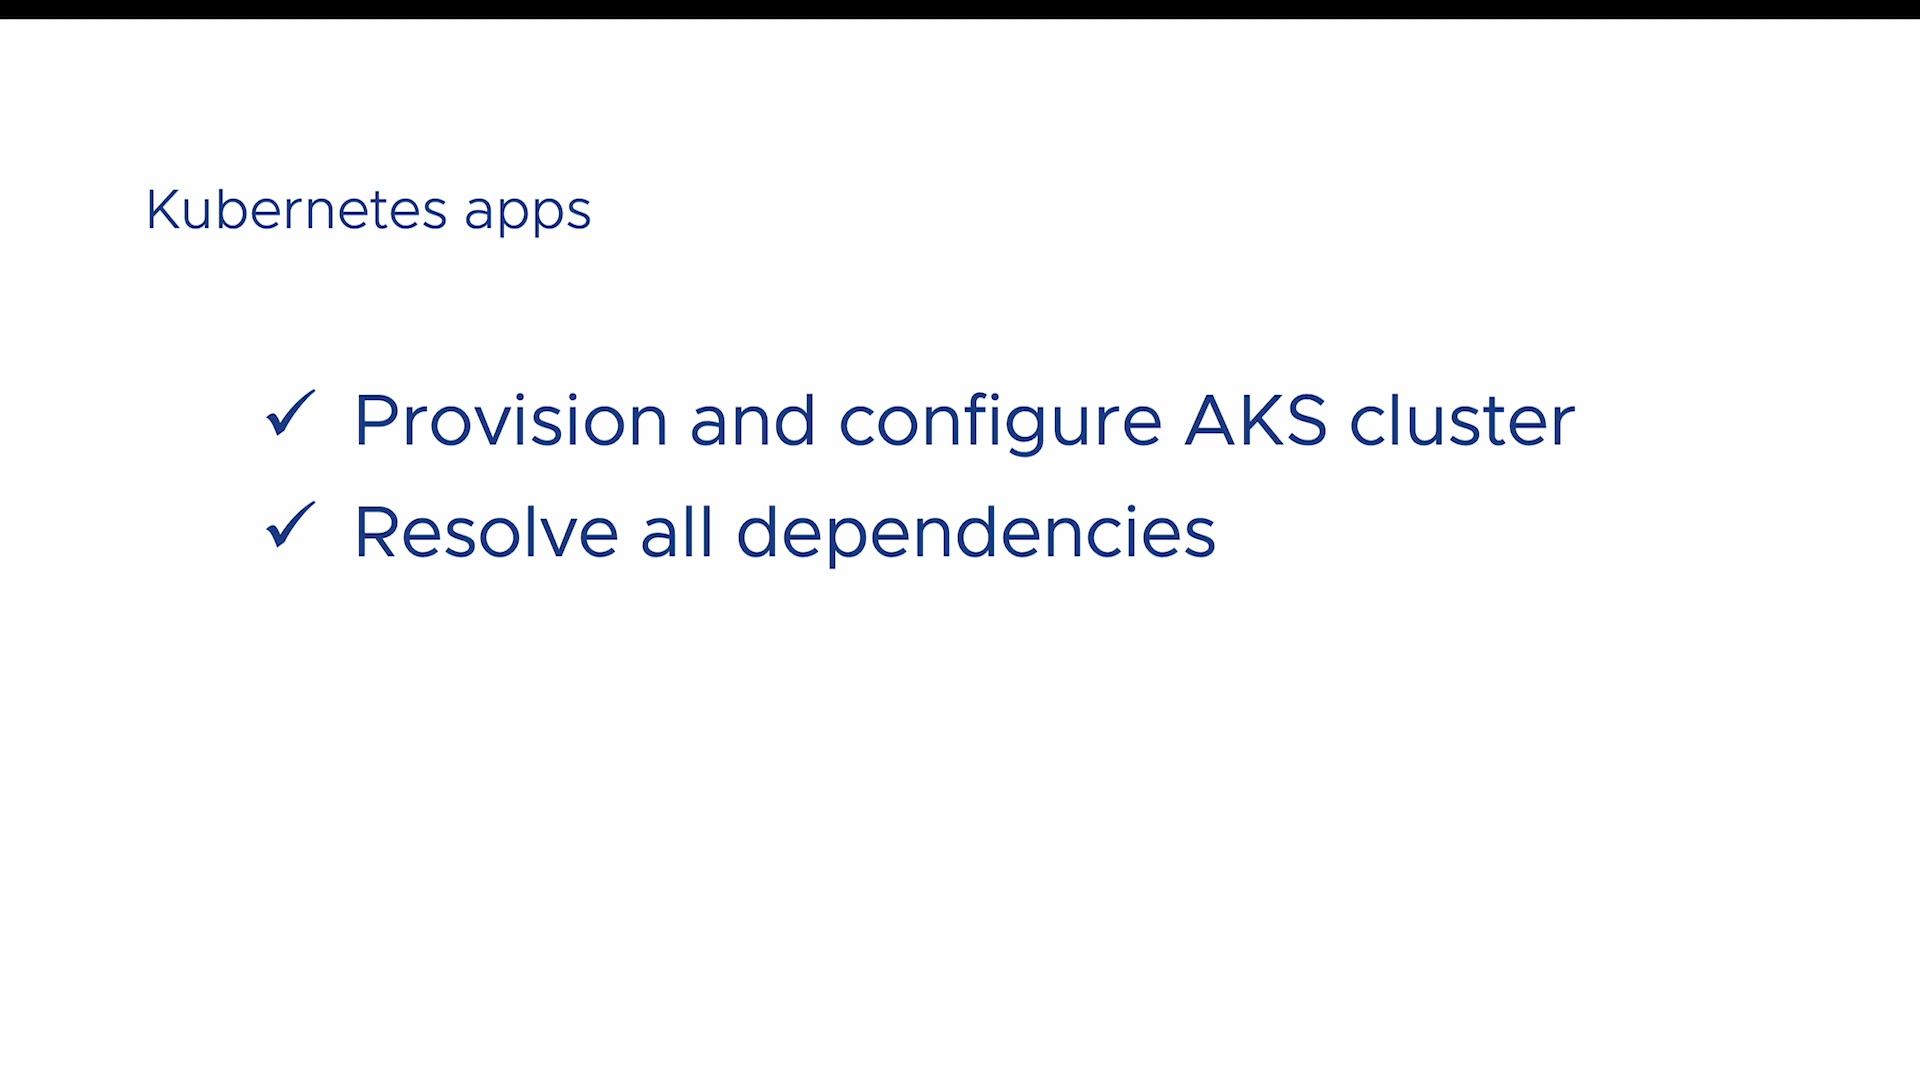 Kubernetes apps
✓ Provision and configure AKS cluster
✓ Resolve all dependencies